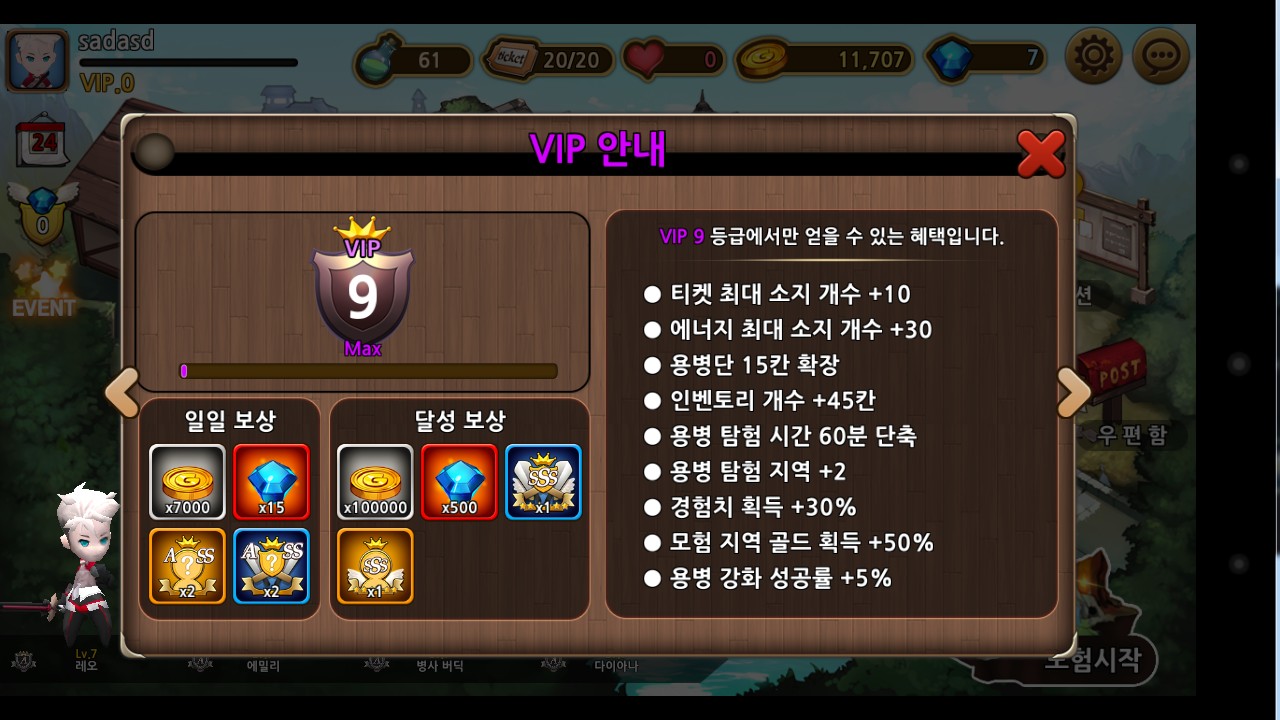 sadasd
VIP.0
61
ticket
20/20
0
11,707
7
24
0
EVENT
VIP 안내
VIP
9
Max
VIP 9 등급에서만 얻을 수 있는 혜택입니다.
● 티켓 최대 소지 개수 +10
● 에너지 최대 소지 개수 +30
● 용병단 15칸 확장
● 인벤토리 개수 +45칸
● 용병 탐험 시간 60분 단축
● 용병 탐험 지역 +2
● 경험치 획득 +30%
● 모험 지역 골드 획득 +50%
● 용병 강화 성공률 +5%
일일 보상
x7000
x15
A ? SS
x2
A ? SS
x2
달성 보상
x100000
x500
SSS
x1
SSS
x1
션
POST
우편함
Lv.7
레오
에밀리
병사 버딕
다이아나
모험시작